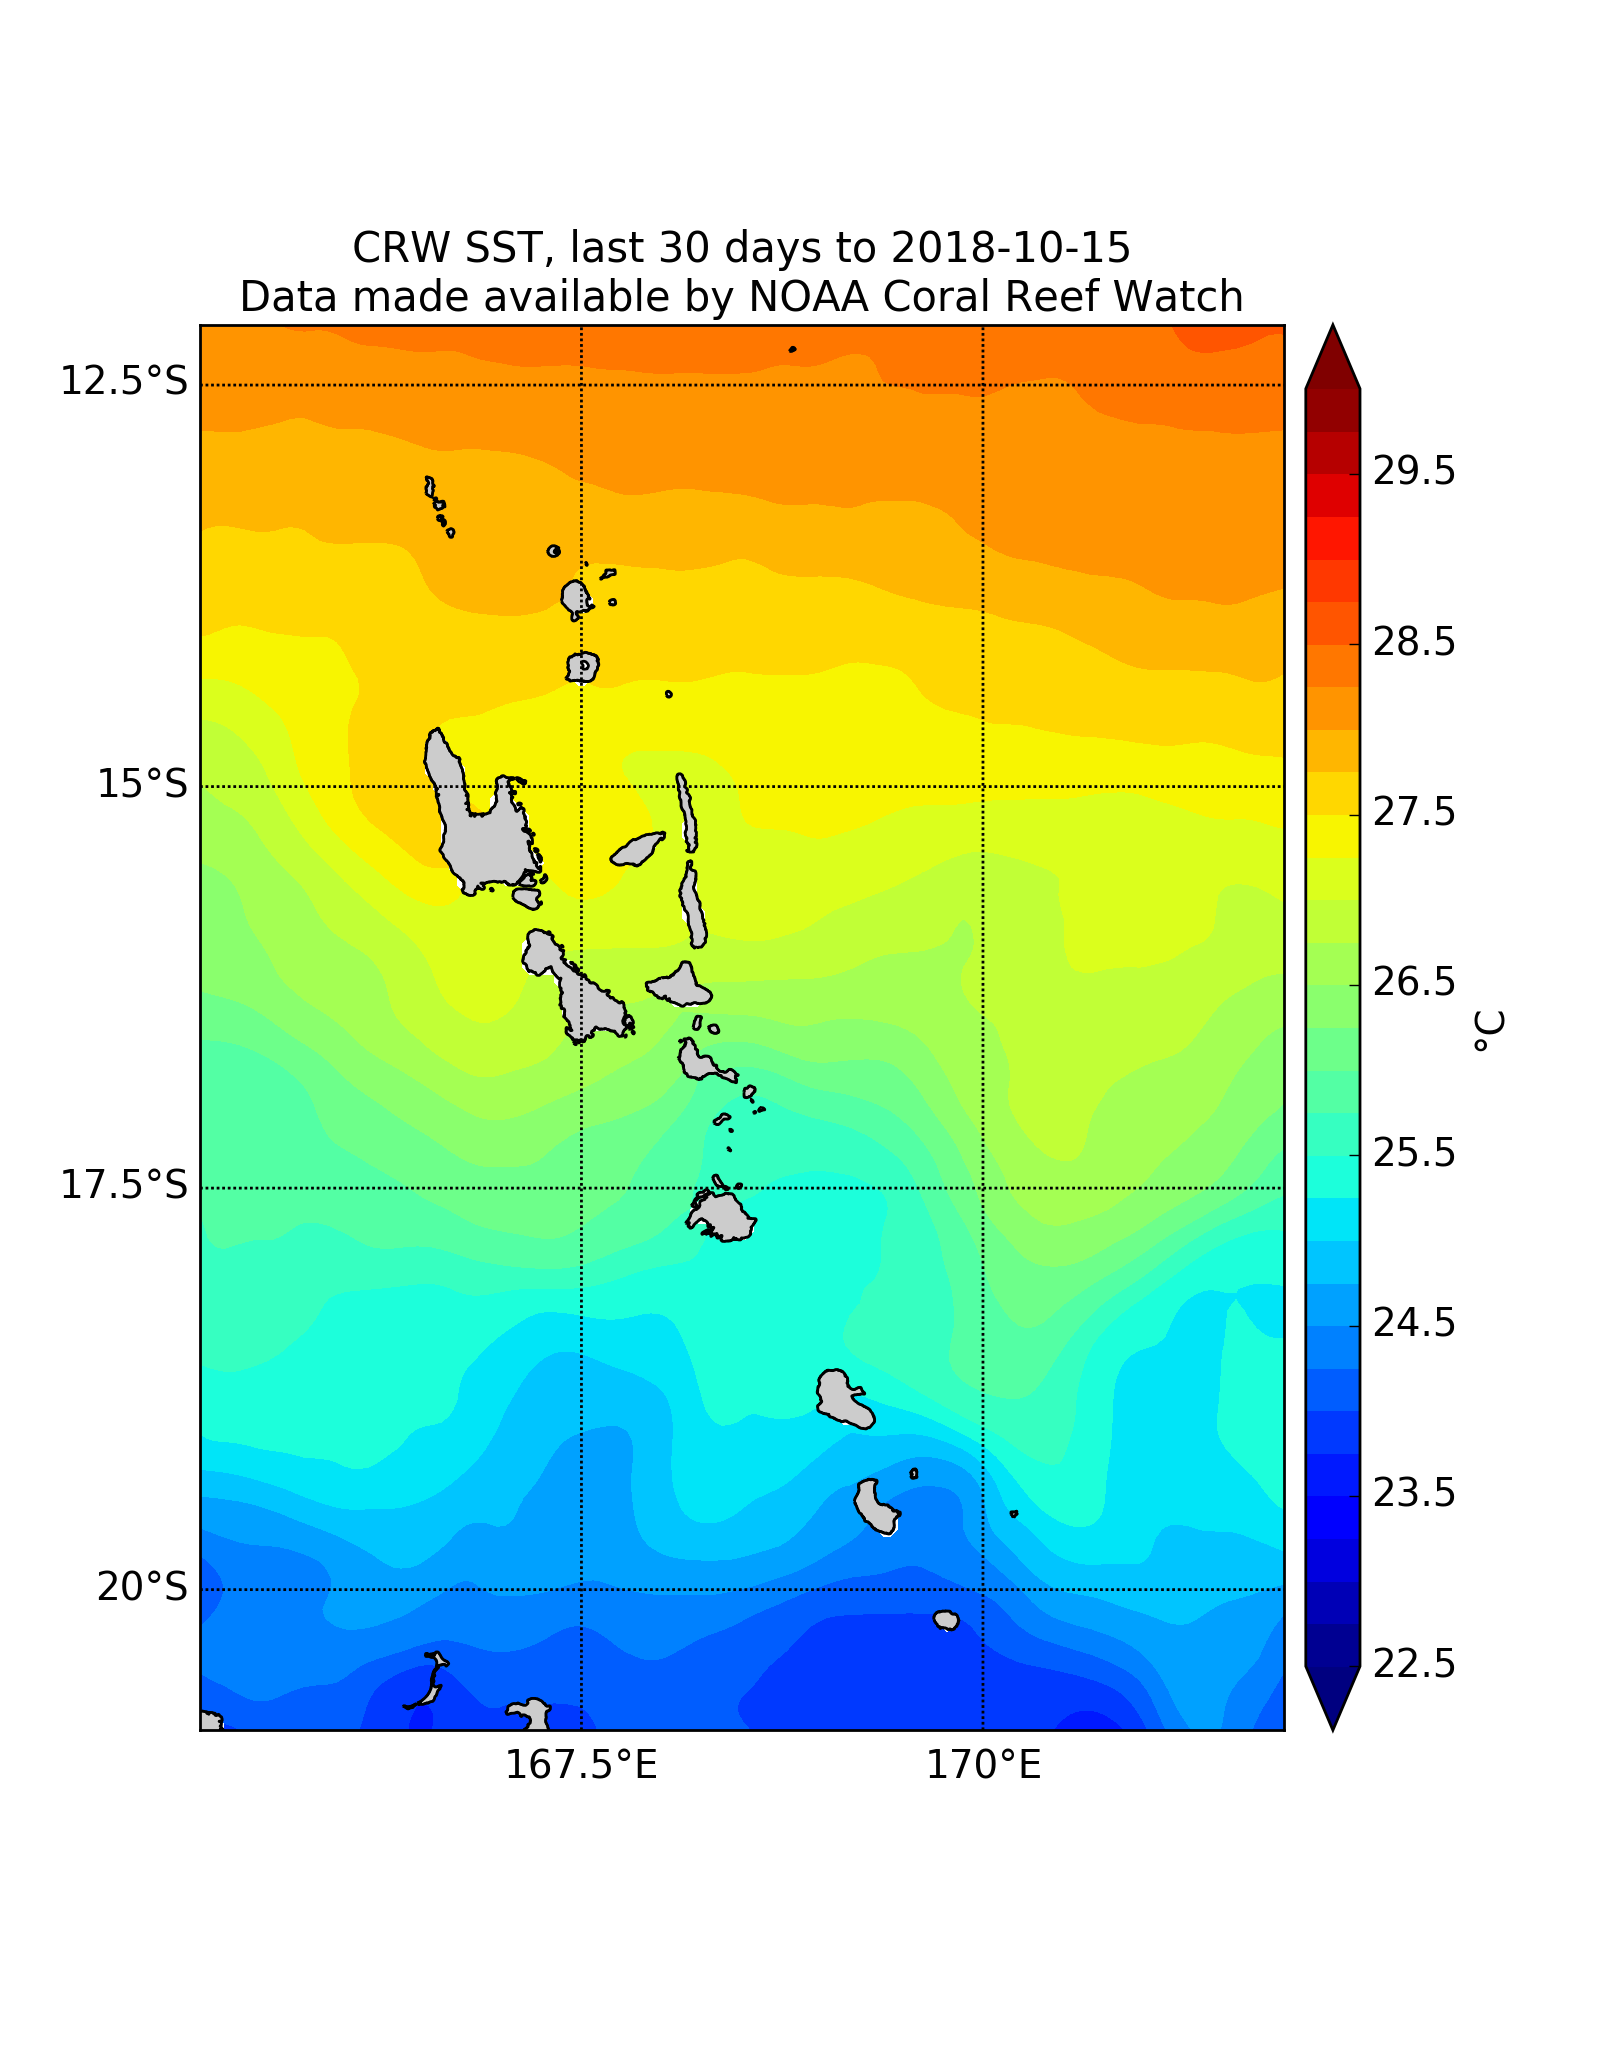 CRW SST, last 30 days to 2018-10-15
Data made available by NOAA Coral Reef Watch
12.5°S
15°S
17.5°S
20°S
167.5°E
170°E
29.5
28.5
27.5
26.5
25.5
24.5
23.5
22.5
°C